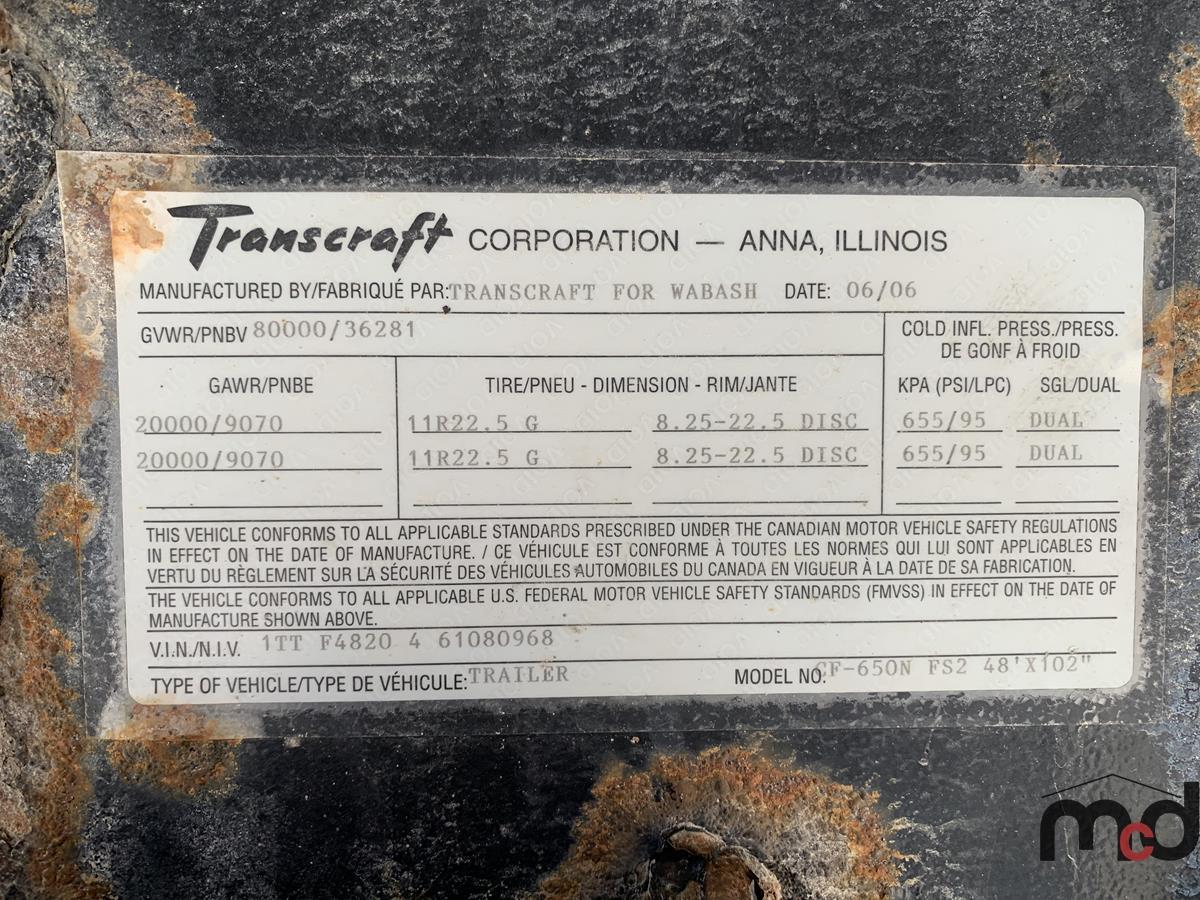 Transcraft CORPORATION — ANNA, ILLINOIS
MANUFACTURED BY/FABRIQUÉ PAR: TRANSCRAFT FOR WABASH DATE: 06/06
GVWR/PNBV 80000/36281
COLD INFL. PRESS./PRESS.
DE GONF À FROID
GAWR/PNBE TIRE/PNEU - DIMENSION - RIM/JANTE KPA (PSI/LPC) SGL/DUAL
20000/9070 11R22.5 G 8.25-22.5 DISC 655/95 DUAL
20000/9070 11R22.5 G 8.25-22.5 DISC 655/95 DUAL
THIS VEHICLE CONFORMS TO ALL APPLICABLE STANDARDS PRESCRIBED UNDER THE CANADIAN MOTOR VEHICLE SAFETY REGULATIONS
IN EFFECT ON THE DATE OF MANUFACTURE. / CE VÉHICULE EST CONFORME À TOUTES LES NORMES QUI LUI SONT APPLICABLES EN
VERTU DU RÈGLEMENT SUR LA SÉCURITÉ DES VÉHICULES AUTOMOBILES DU CANADA EN VIGUEUR À LA DATE DE SA FABRICATION.
THE VEHICLE CONFORMS TO ALL APPLICABLE U.S. FEDERAL MOTOR VEHICLE SAFETY STANDARDS (FMVSS) IN EFFECT ON THE DATE OF
MANUFACTURE SHOWN ABOVE.
V.I.N./N.I.V. 1TT F4820 4 61080968
TYPE OF VEHICLE/TYPE DE VÉHICULE: TRAILER MODEL NO. CF-650N FS2 48'X102"
mcd